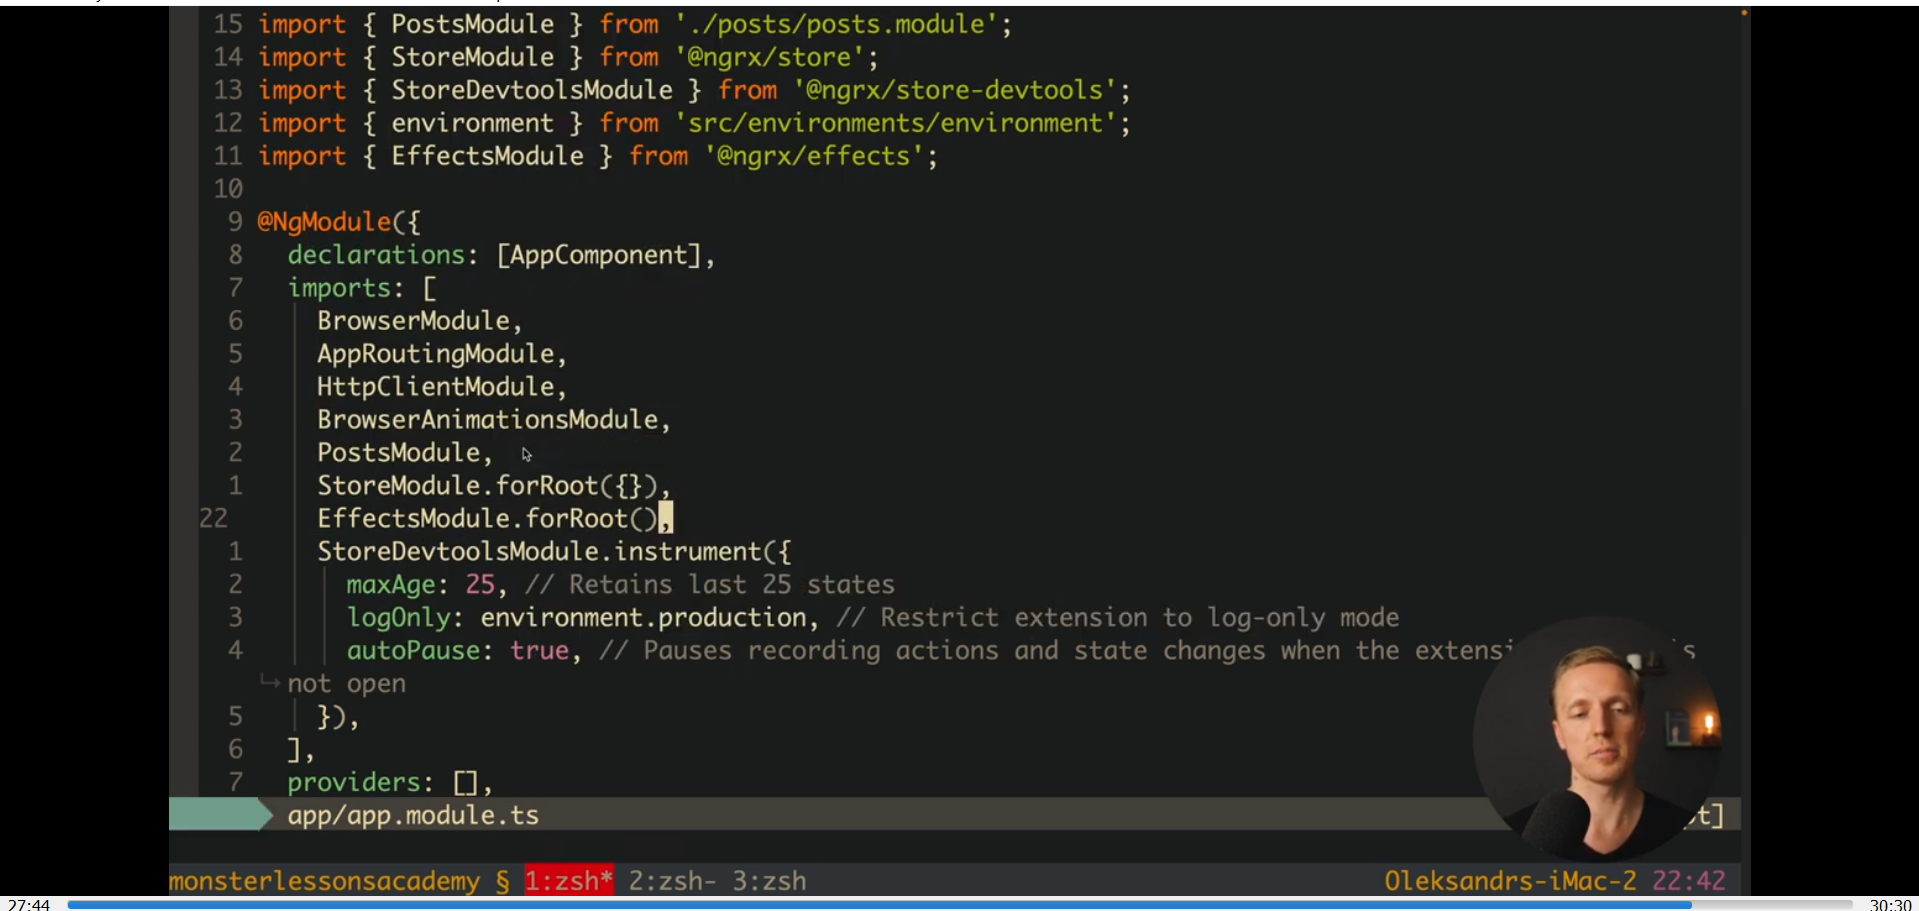 15 import { PostsModule } from './posts/posts.module';
14 import { StoreModule } from '@ngrx/store';
13 import { StoreDevtoolsModule } from '@ngrx/store-devtools';
12 import { environment } from 'src/environments/environment';
11 import { EffectsModule } from '@ngrx/effects';
10
9 @NgModule({
8 declarations: [AppComponent],
7 imports: [
6 BrowserModule,
5 AppRoutingModule,
4 HttpClientModule,
3 BrowserAnimationsModule,
2 PostsModule,
1 StoreModule.forRoot({}),
22 EffectsModule.forRoot(),
1 StoreDevtoolsModule.instrument({
2 maxAge: 25, // Retains last 25 states
3 logOnly: environment.production, // Restrict extension to log-only mode
4 autoPause: true, // Pauses recording actions and state changes when the
not open
5 }),
6 ],
7 providers: [],
app/app.module.ts
monsterlessonsacademy § 1:zsh* 2:zsh- 3:zsh Oleksandrs-iMac-2 22:42
27:44 30:30